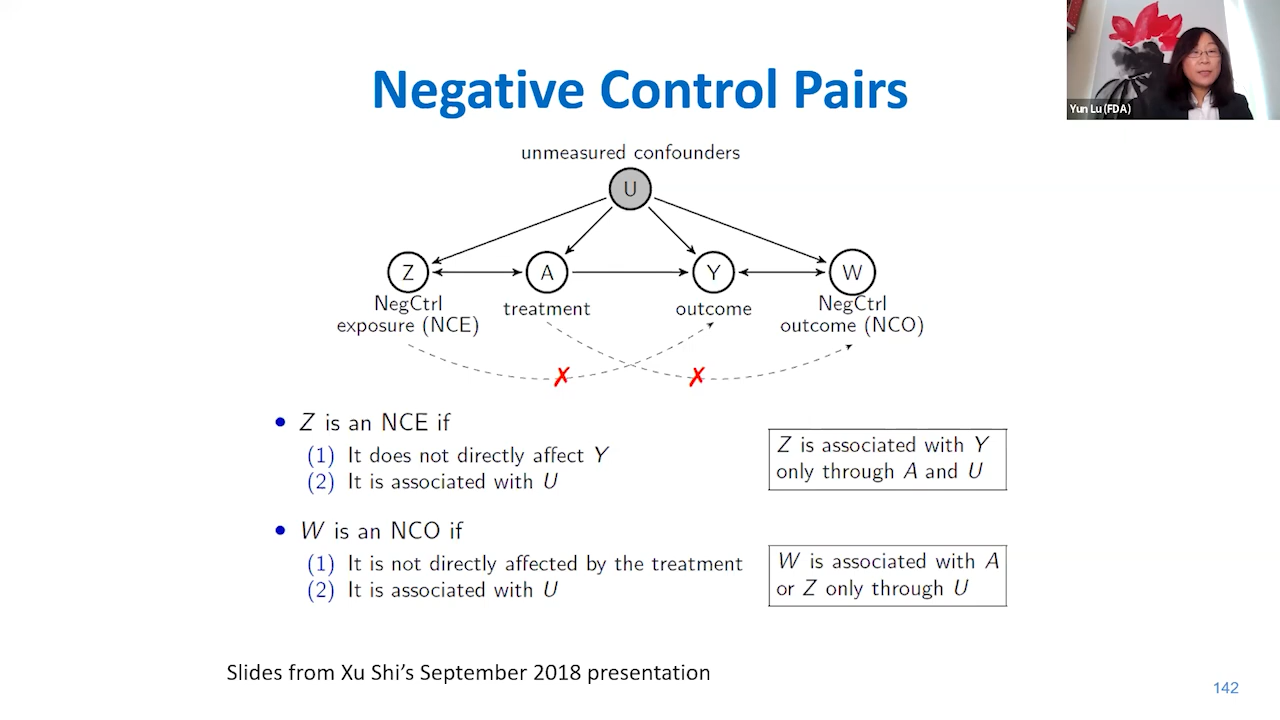 Negative Control Pairs
Yun Lu (FDA)
unmeasured confounders
U
Z
A
Y
W
NegCtrl
exposure (NCE)
treatment
outcome
NegCtrl
outcome (NCO)
✗
✗
• Z is an NCE if
(1) It does not directly affect Y
(2) It is associated with U
Z is associated with Y
only through A and U
• W is an NCO if
(1) It is not directly affected by the treatment
(2) It is associated with U
W is associated with A
or Z only through U
Slides from Xu Shi’s September 2018 presentation
142